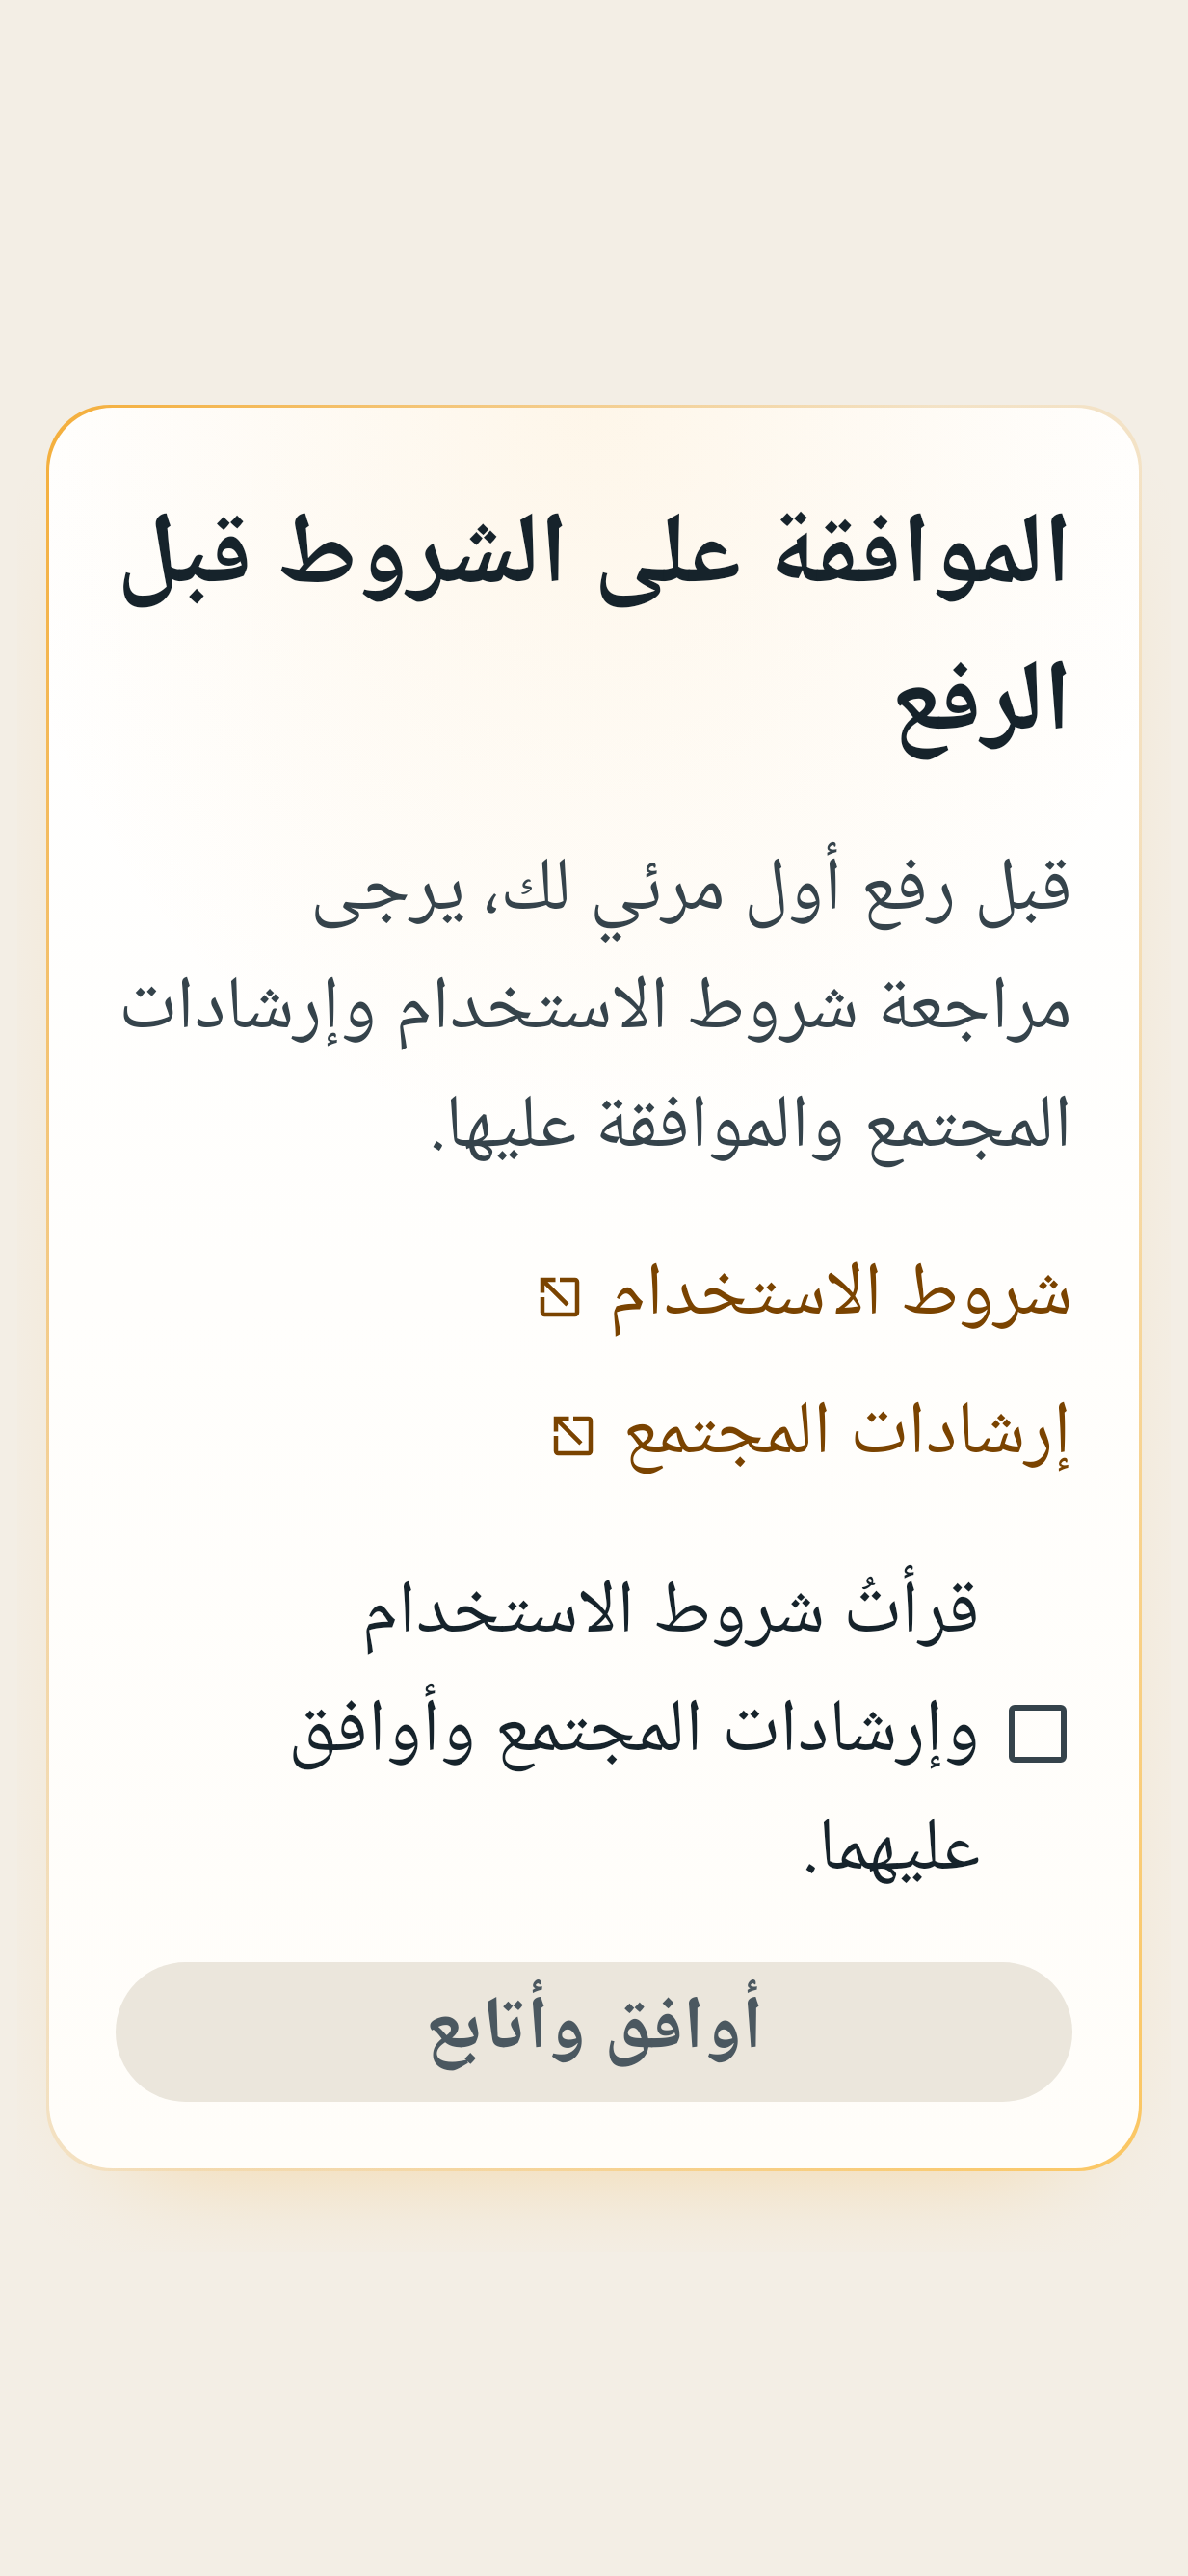 الموافقة على الشروط قبل
الرفع
قبل رفع أول مرئي لك، يرجى
مراجعة شروط الاستخدام وإرشادات
المجتمع والموافقة عليها.
شروط الاستخدام
إرشادات المجتمع
قرأتُ شروط الاستخدام
وإرشادات المجتمع وأوافق
عليهما.
أوافق وأتابع